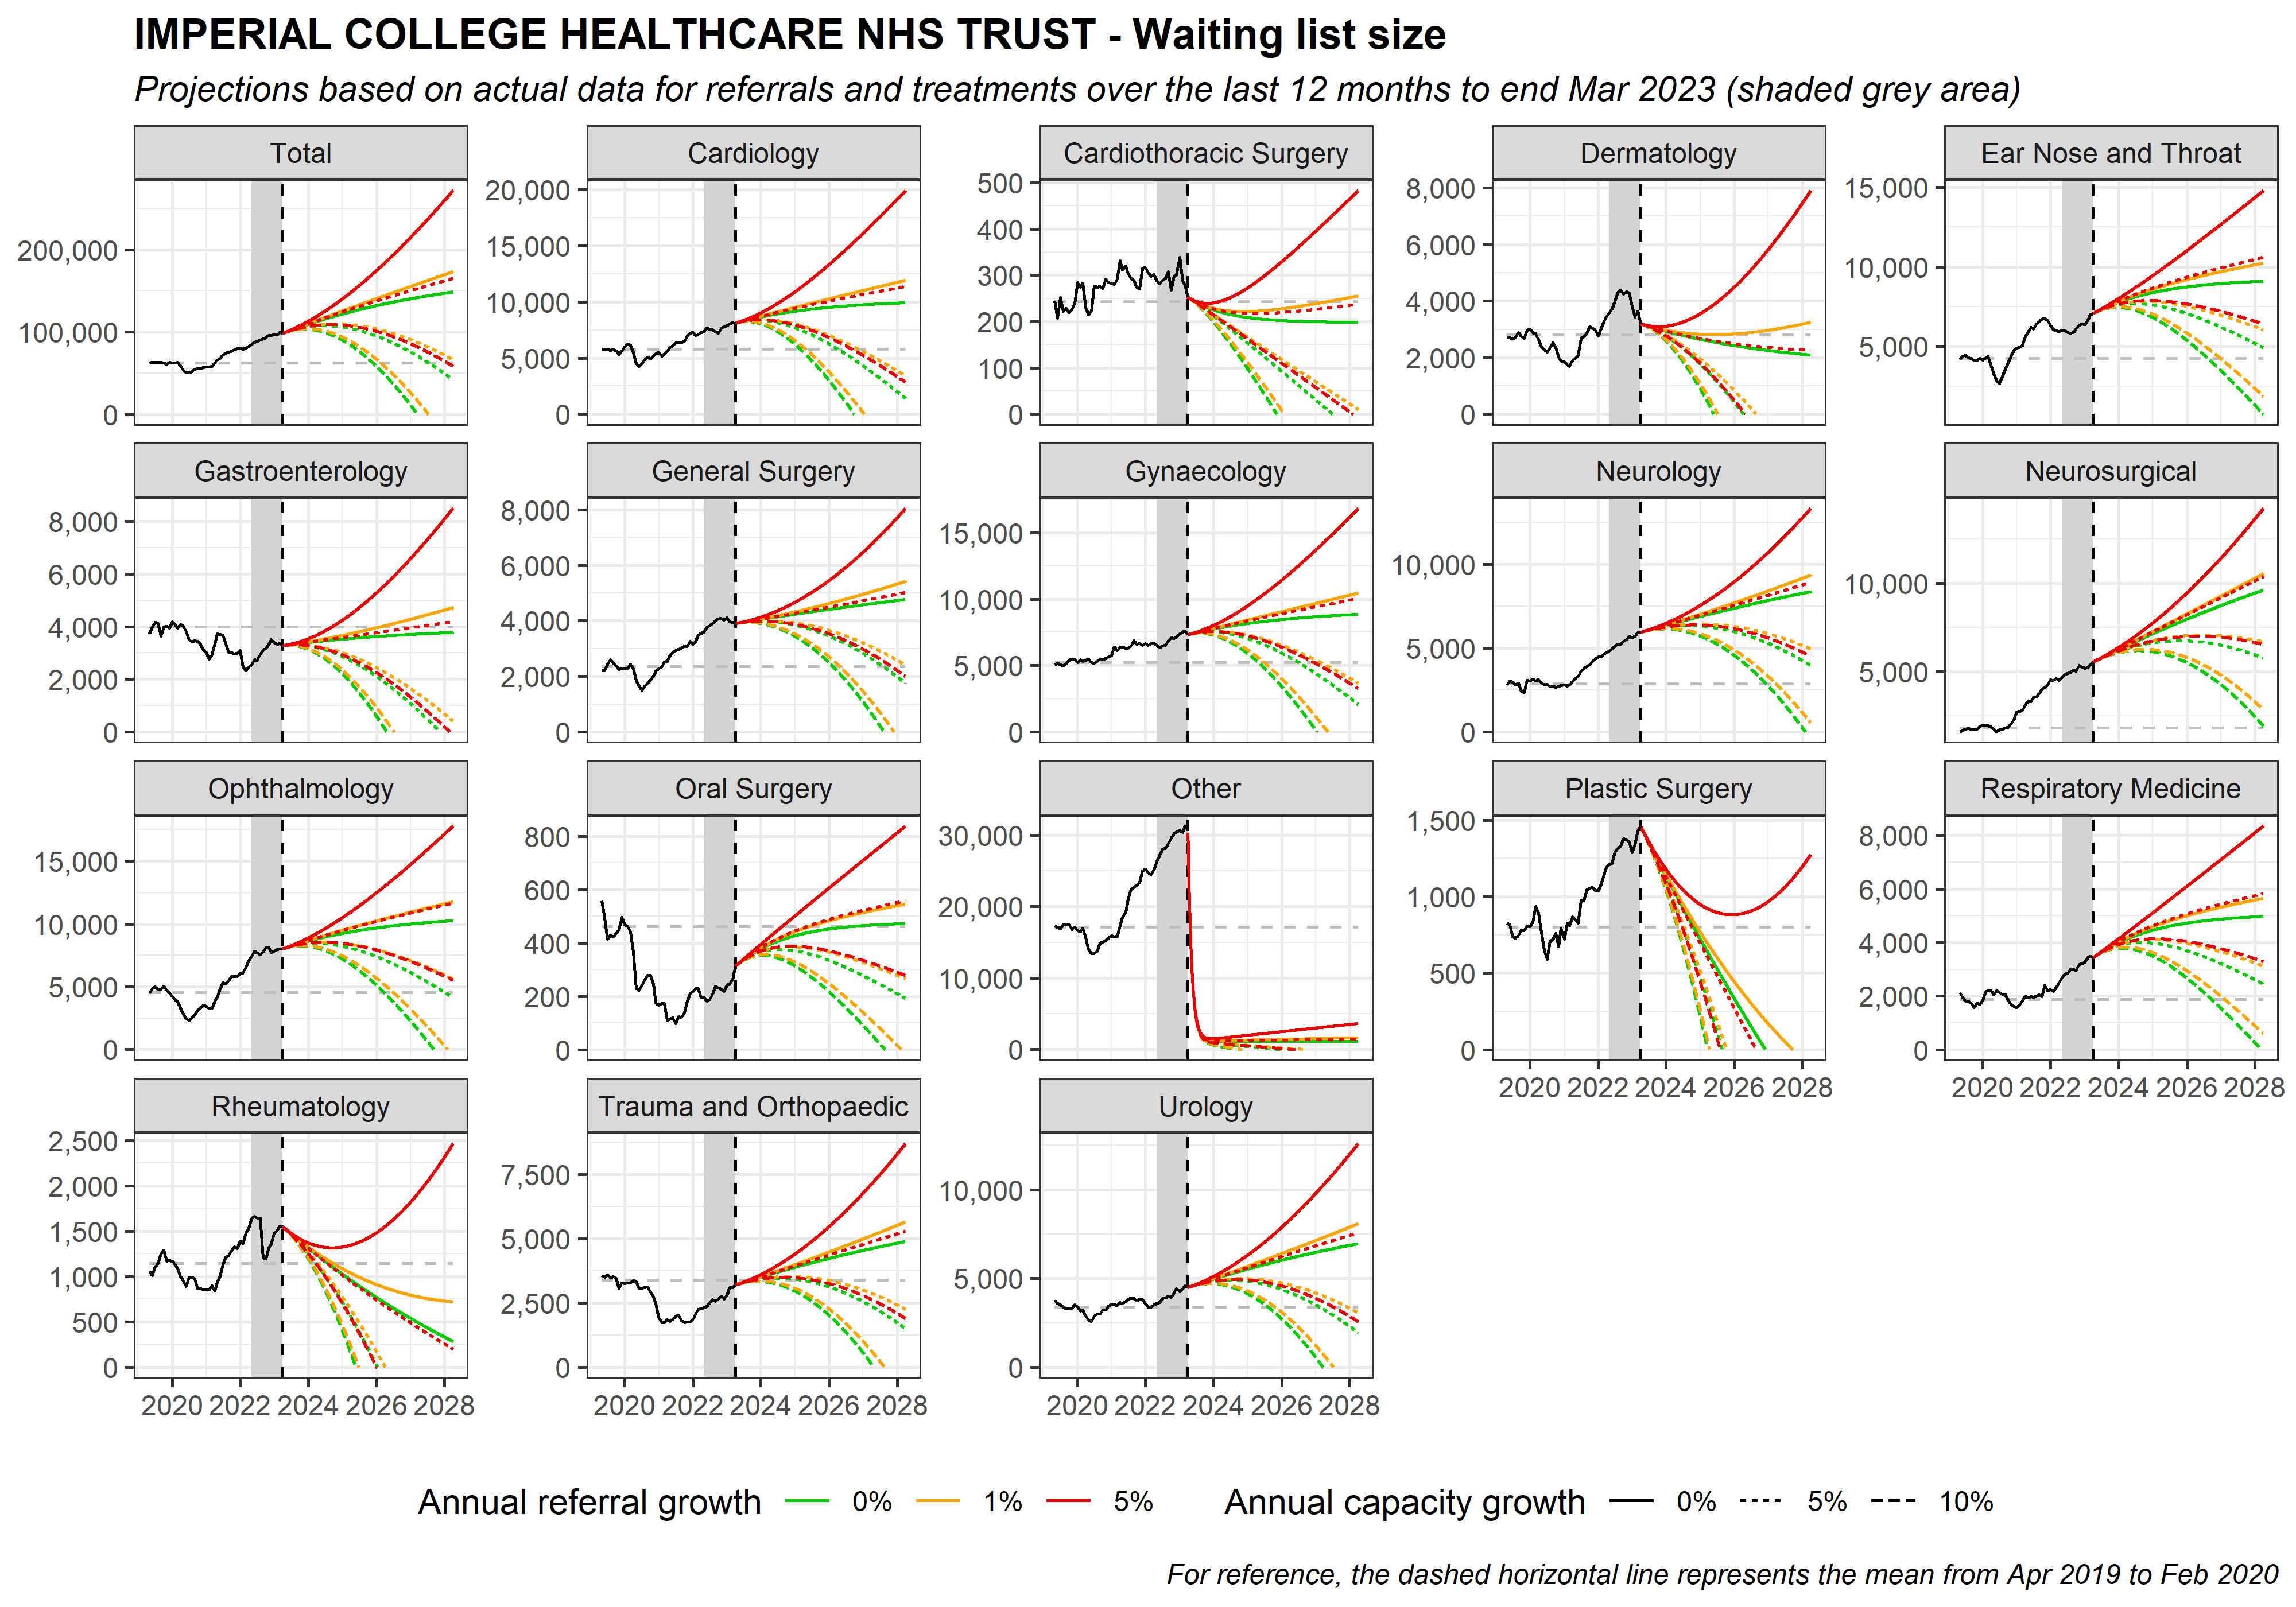 IMPERIAL COLLEGE HEALTHCARE NHS TRUST - Waiting list size
Projections based on actual data for referrals and treatments over the last 12 months to end Mar 2023 (shaded grey area)
Total
200,000
100,000
0
Cardiology
20,000
15,000
10,000
5,000
0
Cardiothoracic Surgery
500
400
300
200
100
0
Dermatology
8,000
6,000
4,000
2,000
0
Ear Nose and Throat
15,000
10,000
5,000
Gastroenterology
8,000
6,000
4,000
2,000
0
General Surgery
8,000
6,000
4,000
2,000
0
Gynaecology
15,000
10,000
5,000
0
Neurology
10,000
5,000
0
Neurosurgical
10,000
5,000
Ophthalmology
15,000
10,000
5,000
0
Oral Surgery
800
600
400
200
0
Other
30,000
20,000
10,000
0
Plastic Surgery
1,500
1,000
500
0
2020 2022 2024 2026 2028
Respiratory Medicine
8,000
6,000
4,000
2,000
0
2020 2022 2024 2026 2028
Rheumatology
2,500
2,000
1,500
1,000
500
0
2020 2022 2024 2026 2028
Trauma and Orthopaedic
7,500
5,000
2,500
0
2020 2022 2024 2026 2028
Urology
10,000
5,000
0
2020 2022 2024 2026 2028
Annual referral growth 0% 1% 5% Annual capacity growth 0% 5% 10%
For reference, the dashed horizontal line represents the mean from Apr 2019 to Feb 2020